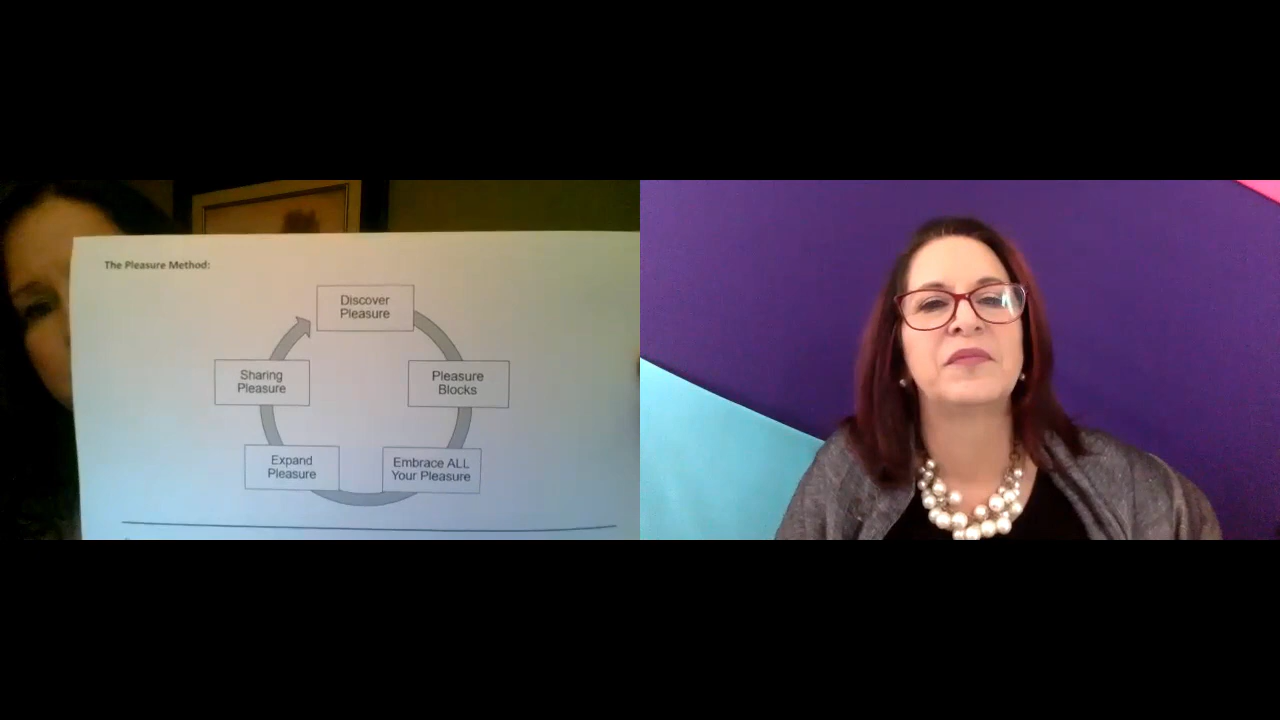 The Pleasure Method:
Discover
Pleasure
Pleasure
Blocks
Embrace ALL
Your Pleasure
Expand
Pleasure
Sharing
Pleasure